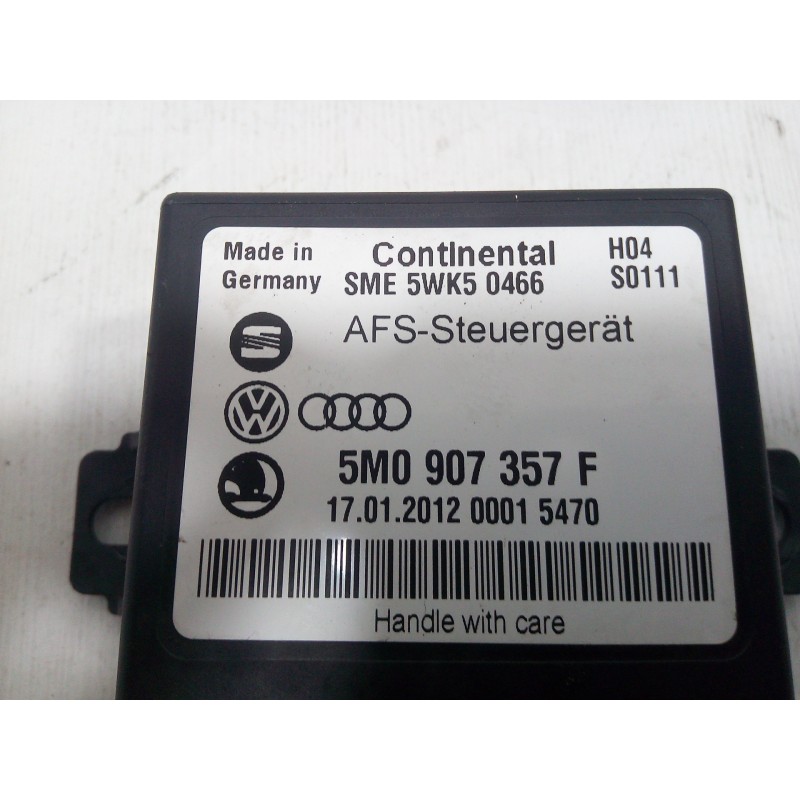 Made in Continental H04
Germany SME 5WK5 0466 S0111
AFS-Steuergerät
5M0 907 357 F
17.01.2012 0001 5470
Handle with care